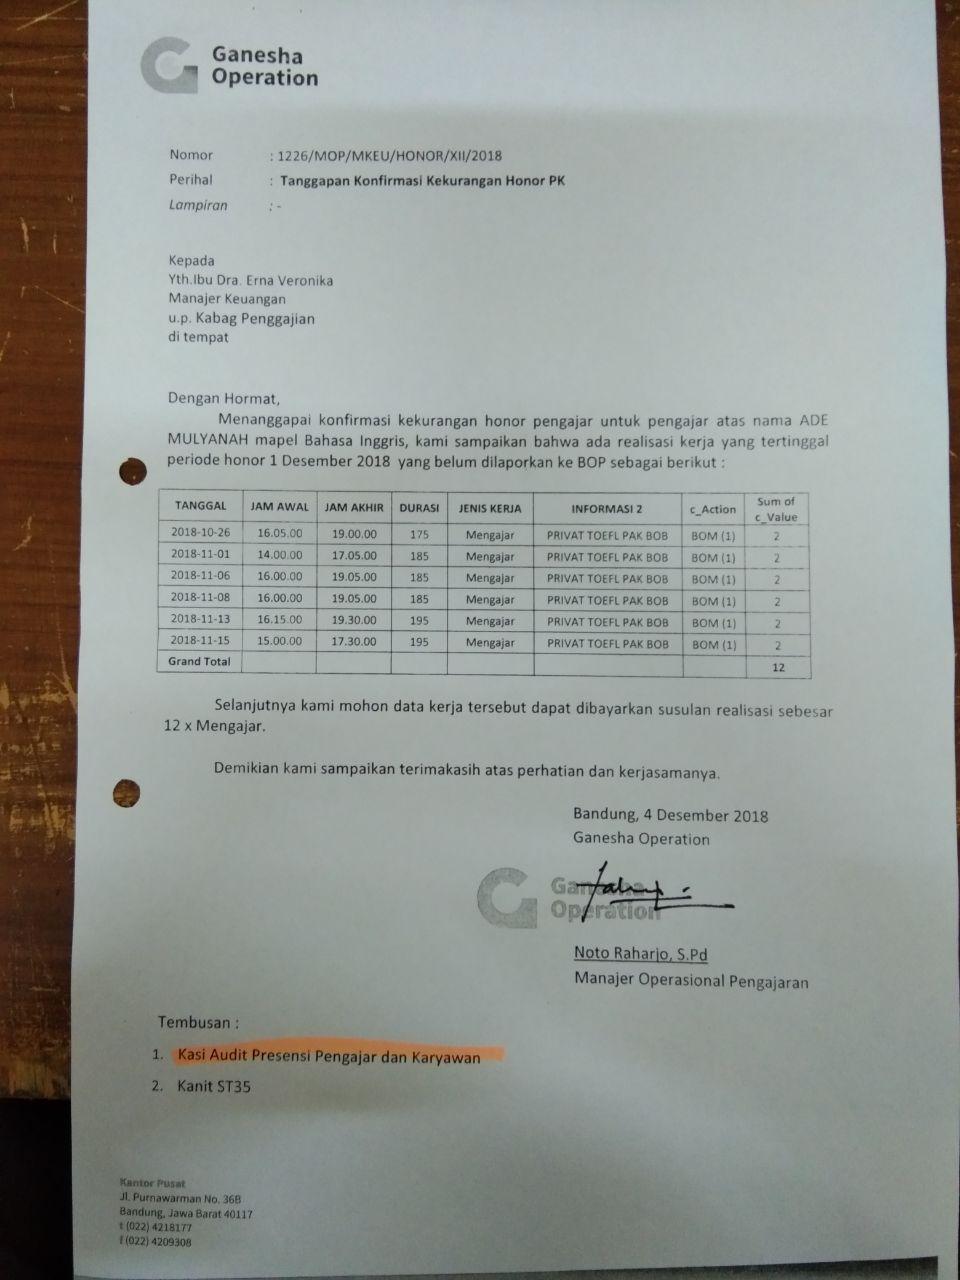 Ganesha
Operation
Nomor : 1226/MOP/MKEU/HONOR/XII/2018
Perihal : Tanggapan Konfirmasi Kekurangan Honor PK
Lampiran : -
Kepada
Yth.Ibu Dra. Erna Veronika
Manajer Keuangan
u.p. Kabag Penggajian
di tempat
Dengan Hormat,
Menanggapai konfirmasi kekurangan honor pengajar untuk pengajar atas nama ADE
MULYANAH mapel Bahasa Inggris, kami sampaikan bahwa ada realisasi kerja yang tertinggal
periode honor 1 Desember 2018 yang belum dilaporkan ke BOP sebagai berikut :
TANGGAL JAM AWAL JAM AKHIR DURASI JENIS KERJA INFORMASI 2 c_Action Sum of
c_Value
2018-10-26 16.05.00 19.00.00 175 Mengajar PRIVAT TOEFL PAK BOB BOM (1) 2
2018-11-01 14.00.00 17.05.00 185 Mengajar PRIVAT TOEFL PAK BOB BOM (1) 2
2018-11-06 16.00.00 19.05.00 185 Mengajar PRIVAT TOEFL PAK BOB BOM (1) 2
2018-11-08 16.00.00 19.05.00 185 Mengajar PRIVAT TOEFL PAK BOB BOM (1) 2
2018-11-13 16.15.00 19.30.00 195 Mengajar PRIVAT TOEFL PAK BOB BOM (1) 2
2018-11-15 15.00.00 17.30.00 195 Mengajar PRIVAT TOEFL PAK BOB BOM (1) 2
Grand Total 12
Selanjutnya kami mohon data kerja tersebut dapat dibayarkan susulan realisasi sebesar
12 x Mengajar.
Demikian kami sampaikan terimakasih atas perhatian dan kerjasamanya.
Bandung, 4 Desember 2018
Ganesha Operation
Ganesha
Operation
Noto Raharjo, S.Pd
Manajer Operasional Pengajaran
Tembusan :
1. Kasi Audit Presensi Pengajar dan Karyawan
2. Kanit ST35
Kantor Pusat
Jl. Purnawarman No. 36B
Bandung, Jawa Barat 40117
t (022) 4218177
f (022) 4209308